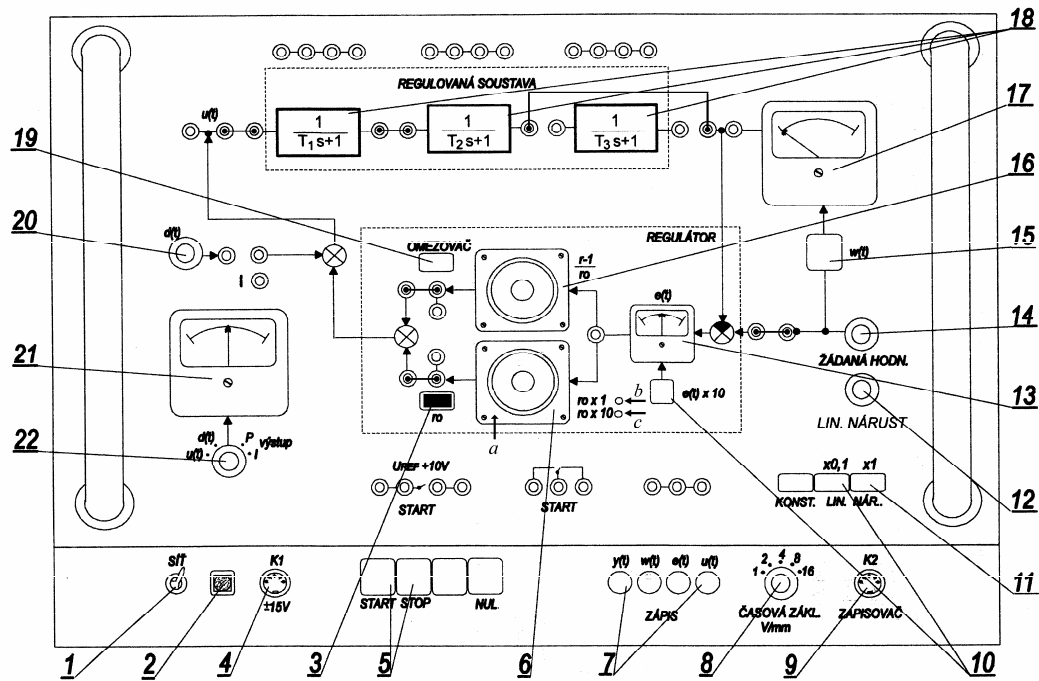 18
REGULOVANÁ SOUSTAVA
17
u(t)
1
T1s+1
1
T2s+1
1
T3s+1
19
16
20
d(t)
OMEZOVAČ
REGULÁTOR
r-1
ro
w(t)
15
I
e(t)
14
ŽÁDANÁ HODN.
21
13
e(t) x 10
ro x 1
b
ro x 10
c
ro
a
LIN. NÁRUST
22
d(t)
P
výstup
u(t)
I
UREF +10V
START
START
x0,1
x1
KONST.
LIN.
NÁR..
12
SÍŤ
K1
±15V
START
STOP
NUL.
y(t)
w(t)
e(t)
u(t)
ZÁPIS
1
2
4
8
16
ČASOVÁ ZÁKL.
V/mm
K2
ZAPISOVAČ
11
1
2
4
3
5
6
7
8
9
10